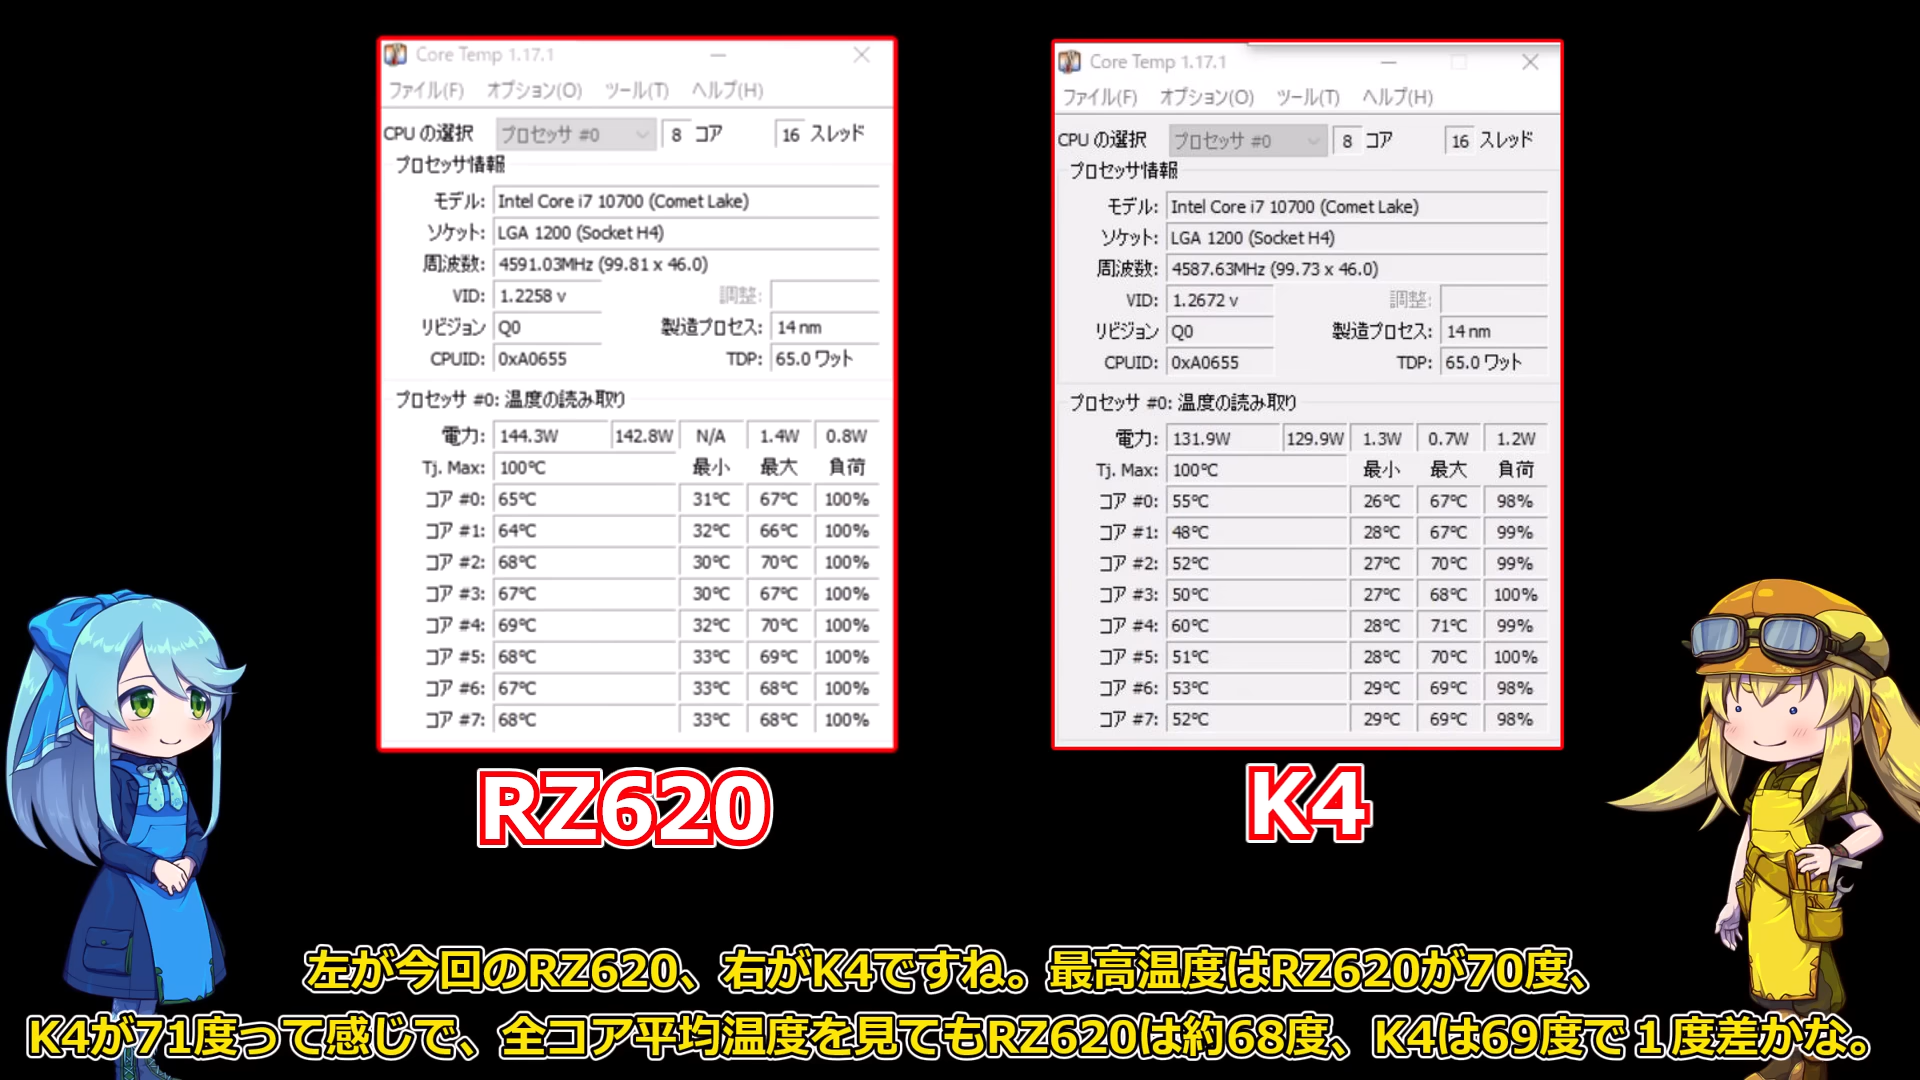 Core Temp 1.17.1
ファイル(F) オプション(O) ツール(T) ヘルプ(H)
CPU の選択 プロセッサ #0 8 コア 16 スレッド
プロセッサ情報
モデル: Intel Core i7 10700 (Comet Lake)
ソケット: LGA 1200 (Socket H4)
周波数: 4591.03MHz (99.81 x 46.0)
VID: 1.2258 v 調整:
リビジョン Q0 製造プロセス: 14 nm
CPUID: 0xA0655 TDP: 65.0 ワット
プロセッサ #0: 温度の読み取り
電力: 144.3W 142.8W N/A 1.4W 0.8W
Tj. Max: 100℃ 最小 最大 負荷
コア #0: 65℃ 31℃ 67℃ 100%
コア #1: 64℃ 32℃ 66℃ 100%
コア #2: 68℃ 30℃ 70℃ 100%
コア #3: 67℃ 30℃ 67℃ 100%
コア #4: 69℃ 32℃ 70℃ 100%
コア #5: 68℃ 33℃ 69℃ 100%
コア #6: 67℃ 33℃ 68℃ 100%
コア #7: 68℃ 33℃ 68℃ 100%
RZ620
Core Temp 1.17.1
ファイル(F) オプション(O) ツール(T) ヘルプ(H)
CPU の選択 プロセッサ #0 8 コア 16 スレッド
プロセッサ情報
モデル: Intel Core i7 10700 (Comet Lake)
ソケット: LGA 1200 (Socket H4)
周波数: 4587.63MHz (99.73 x 46.0)
VID: 1.2672 v 調整:
リビジョン Q0 製造プロセス: 14 nm
CPUID: 0xA0655 TDP: 65.0 ワット
プロセッサ #0: 温度の読み取り
電力: 131.9W 129.9W 1.3W 0.7W 1.2W
Tj. Max: 100℃ 最小 最大 負荷
コア #0: 55℃ 26℃ 67℃ 98%
コア #1: 48℃ 28℃ 67℃ 99%
コア #2: 52℃ 27℃ 70℃ 99%
コア #3: 50℃ 27℃ 68℃ 100%
コア #4: 60℃ 28℃ 71℃ 99%
コア #5: 51℃ 28℃ 70℃ 100%
コア #6: 53℃ 29℃ 69℃ 98%
コア #7: 52℃ 29℃ 69℃ 98%
K4
左が今回のRZ620、右がK4ですね。最高温度はRZ620が70度、
K4が71度って感じで、全コア平均温度を見てもRZ620は約68度、K4は69度で１度差かな。